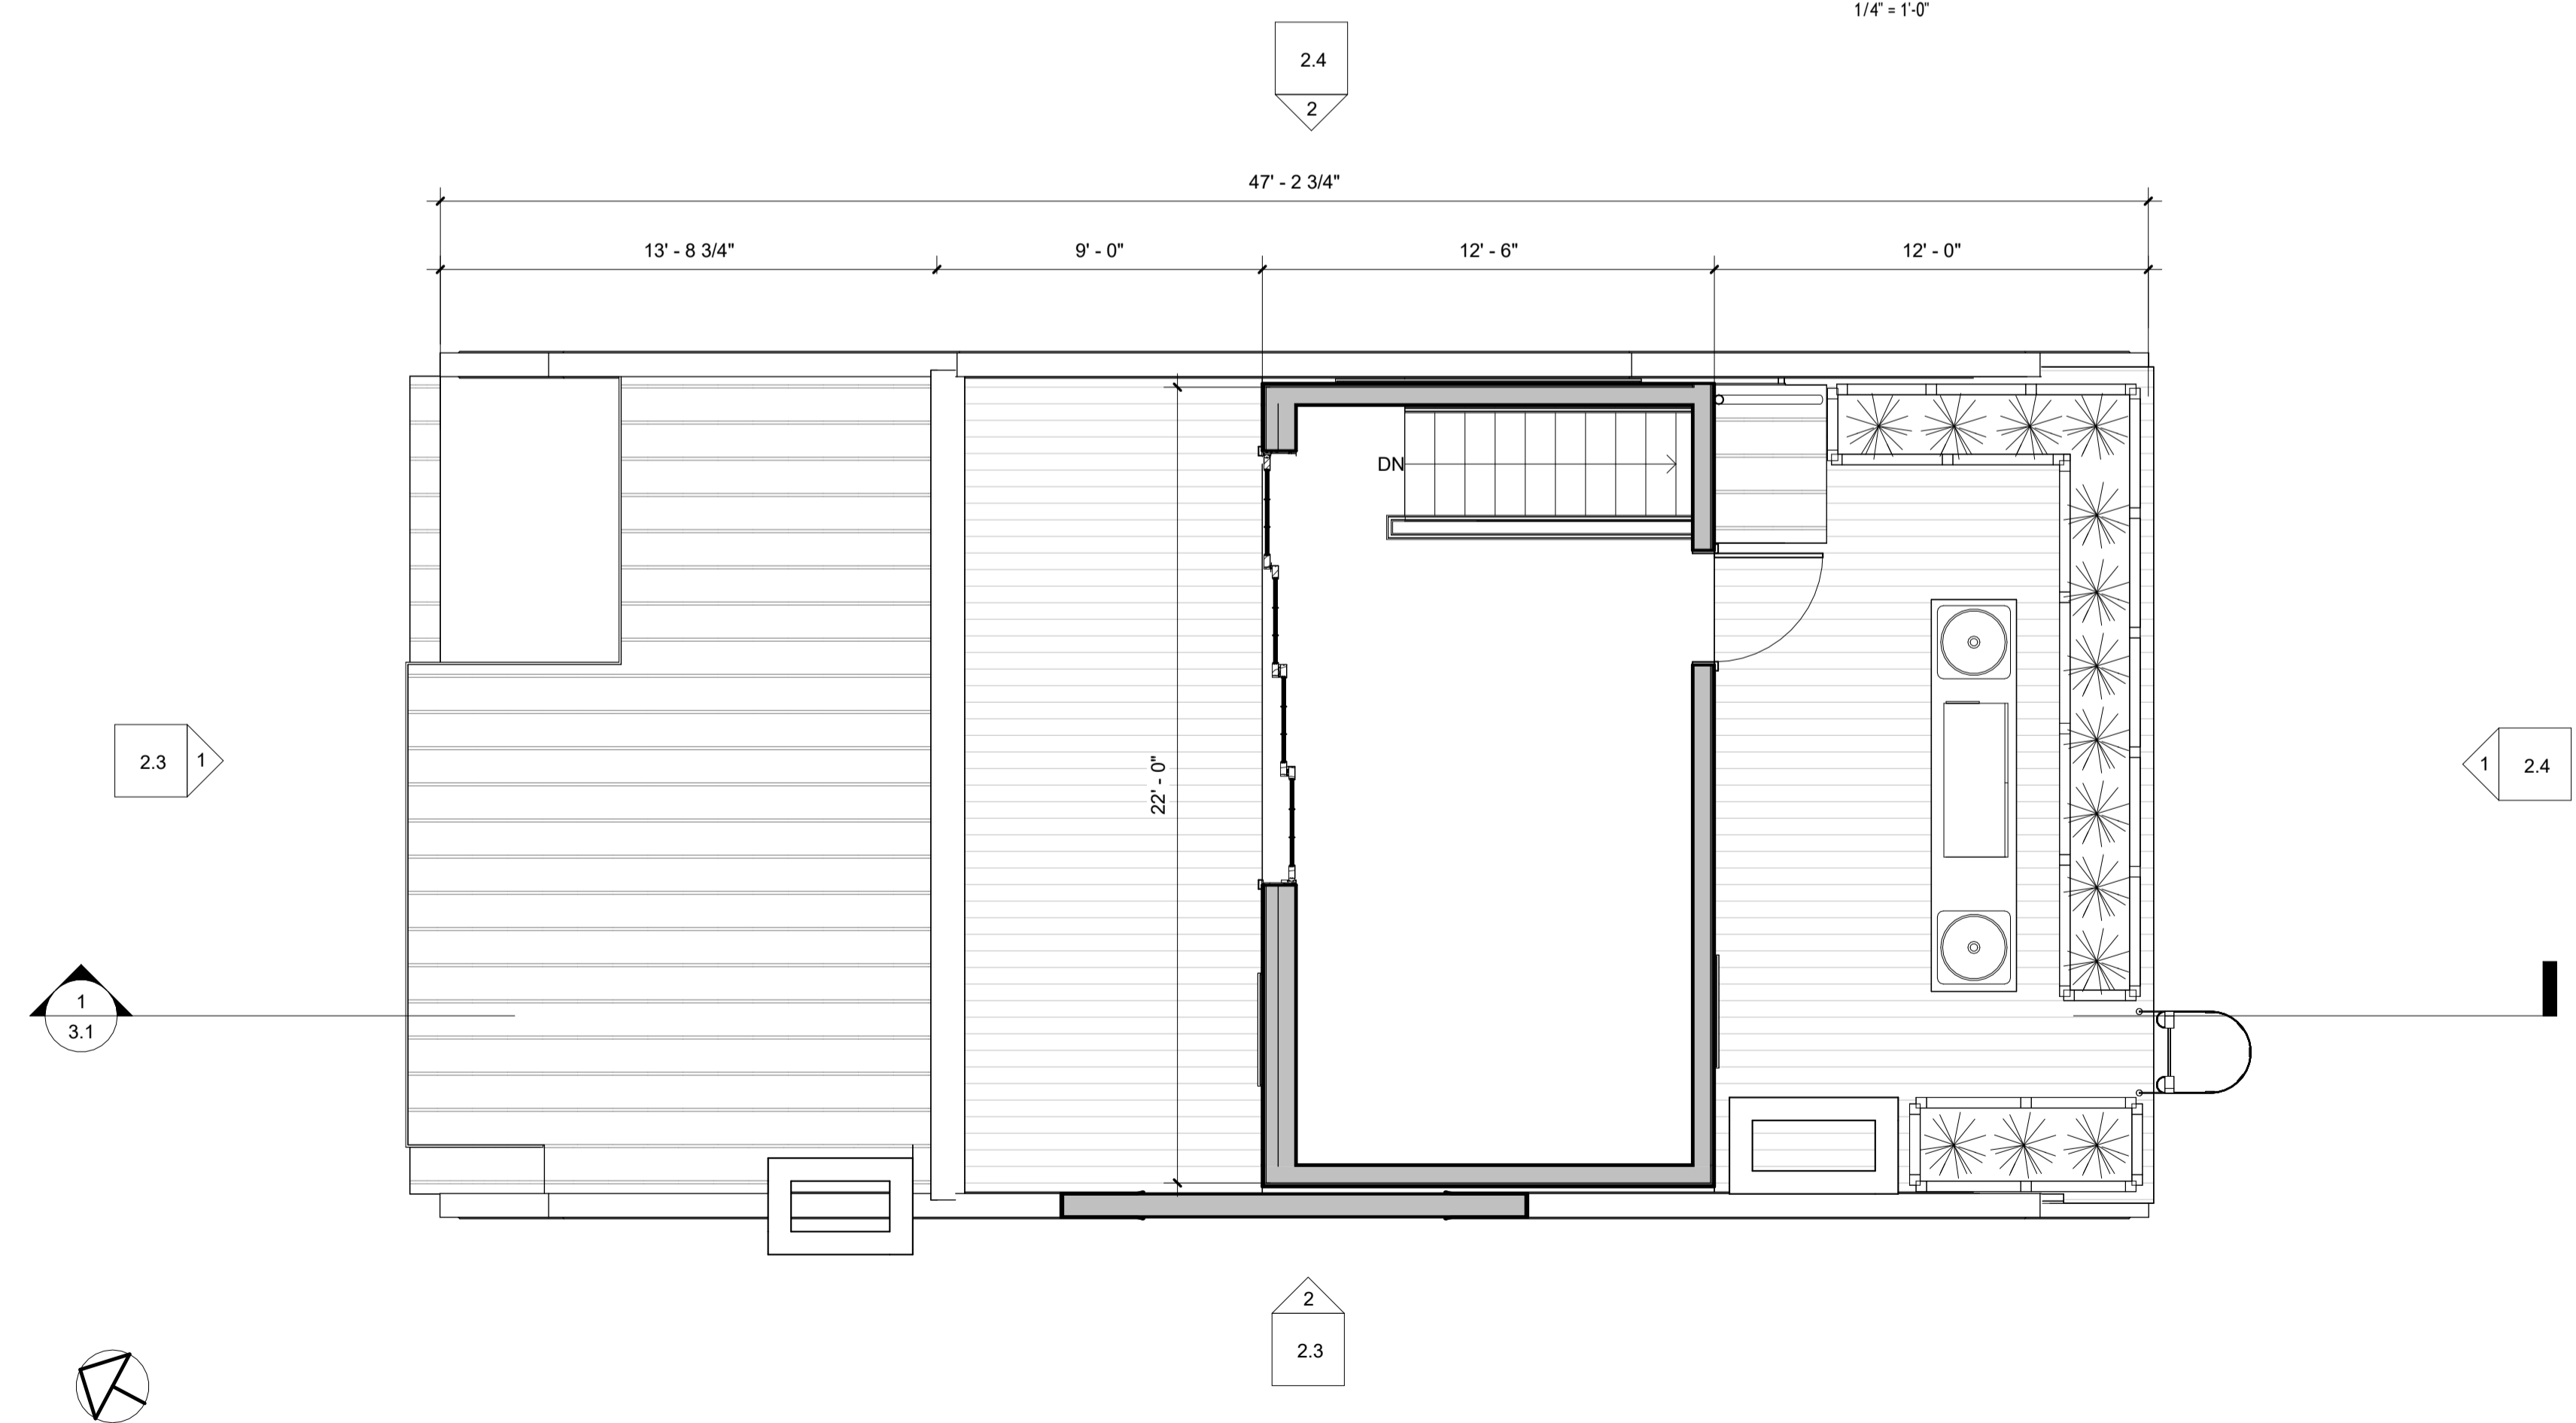 1/4" = 1'-0"
2.4
2
47' - 2 3/4"
13' - 8 3/4"
9' - 0"
12' - 6"
12' - 0"
DN
22' - 0"
2.3
1
1
2.4
1
3.1
2
2.3